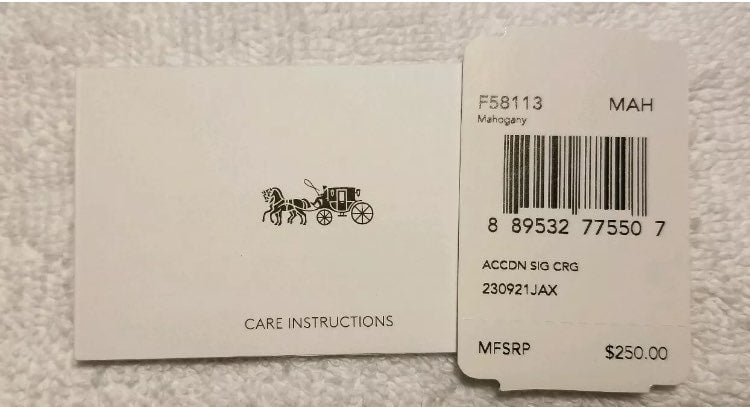 CARE INSTRUCTIONS
F58113 MAH
Mahogany
8 89532 77550 7
ACCDN SIG CRG
230921JAX
MFSRP $250.00